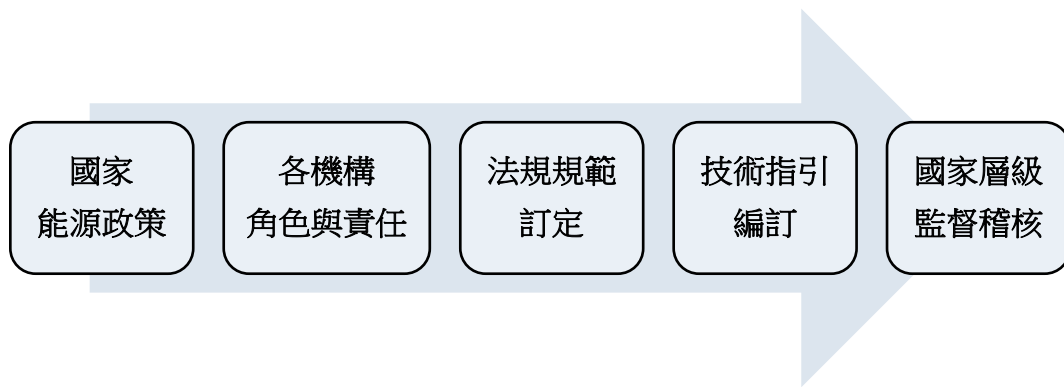 國家
能源政策
各機構
角色與責任
法規規範
訂定
技術指引
編訂
國家層級
監督稽核